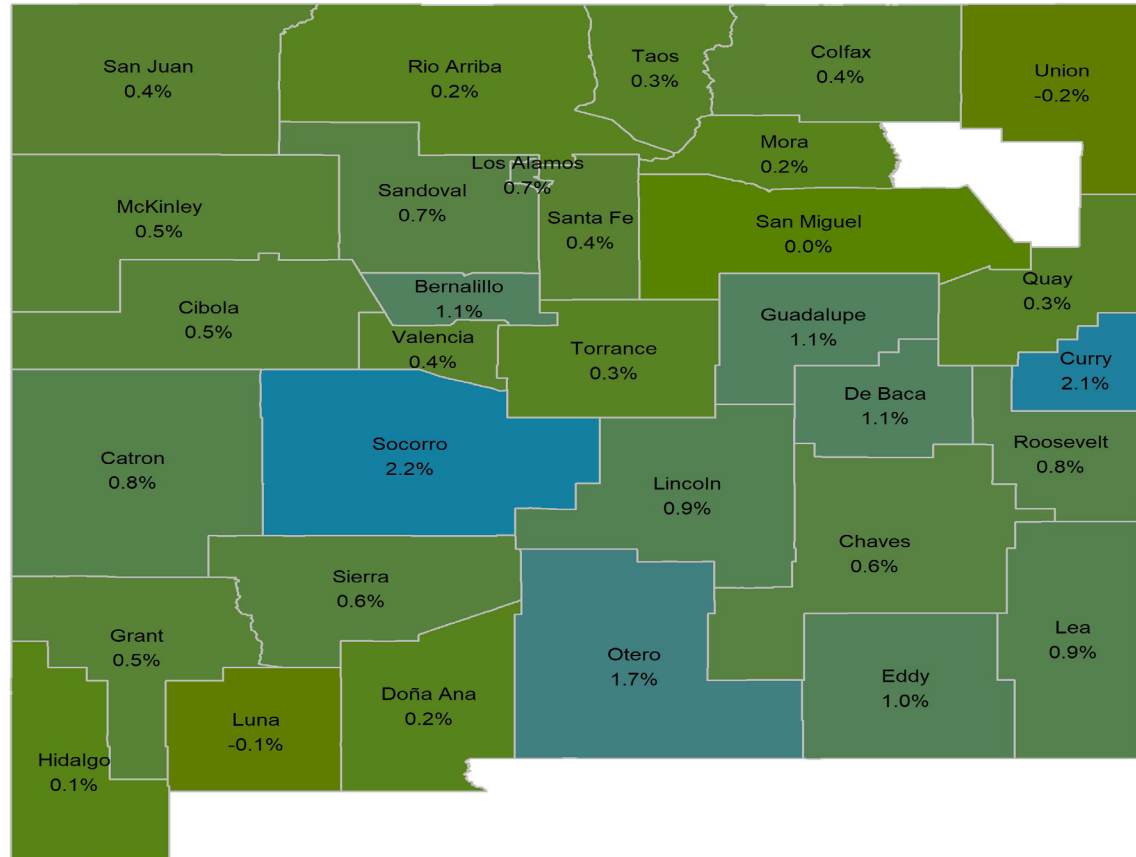 San Juan
0.4%
Rio Arriba
0.2%
Taos
0.3%
Colfax
0.4%
Union
-0.2%
Mora
0.2%
Los Alamos
0.7%
Sandoval
0.7%
McKinley
0.5%
Santa Fe
0.4%
San Miguel
0.0%
Quay
0.3%
Cibola
0.5%
Bernalillo
1.1%
Guadalupe
1.1%
Valencia
0.4%
Torrance
0.3%
Curry
2.1%
De Baca
1.1%
Roosevelt
0.8%
Catron
0.8%
Socorro
2.2%
Lincoln
0.9%
Chaves
0.6%
Sierra
0.6%
Grant
0.5%
Otero
1.7%
Lea
0.9%
Eddy
1.0%
Doña Ana
0.2%
Luna
-0.1%
Hidalgo
0.1%